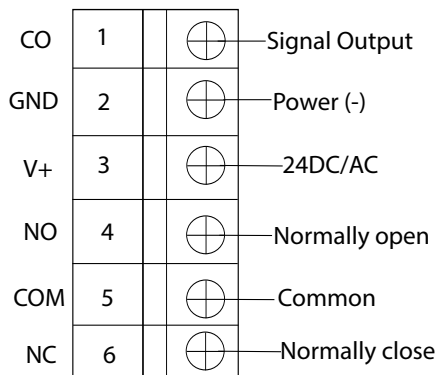 CO 1 Signal Output
GND 2 Power (-)
V+ 3 24DC/AC
NO 4 Normally open
COM 5 Common
NC 6 Normally close